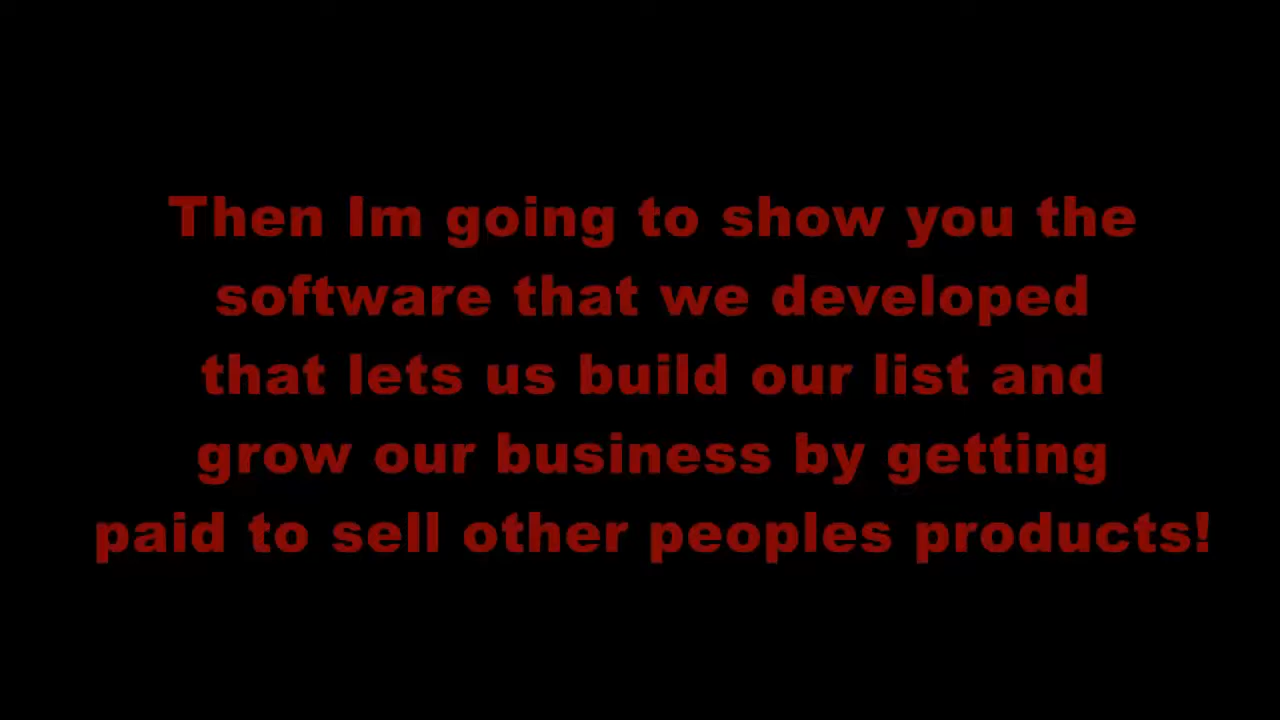 Then Im going to show you the
software that we developed
that lets us build our list and
grow our business by getting
paid to sell other peoples products!